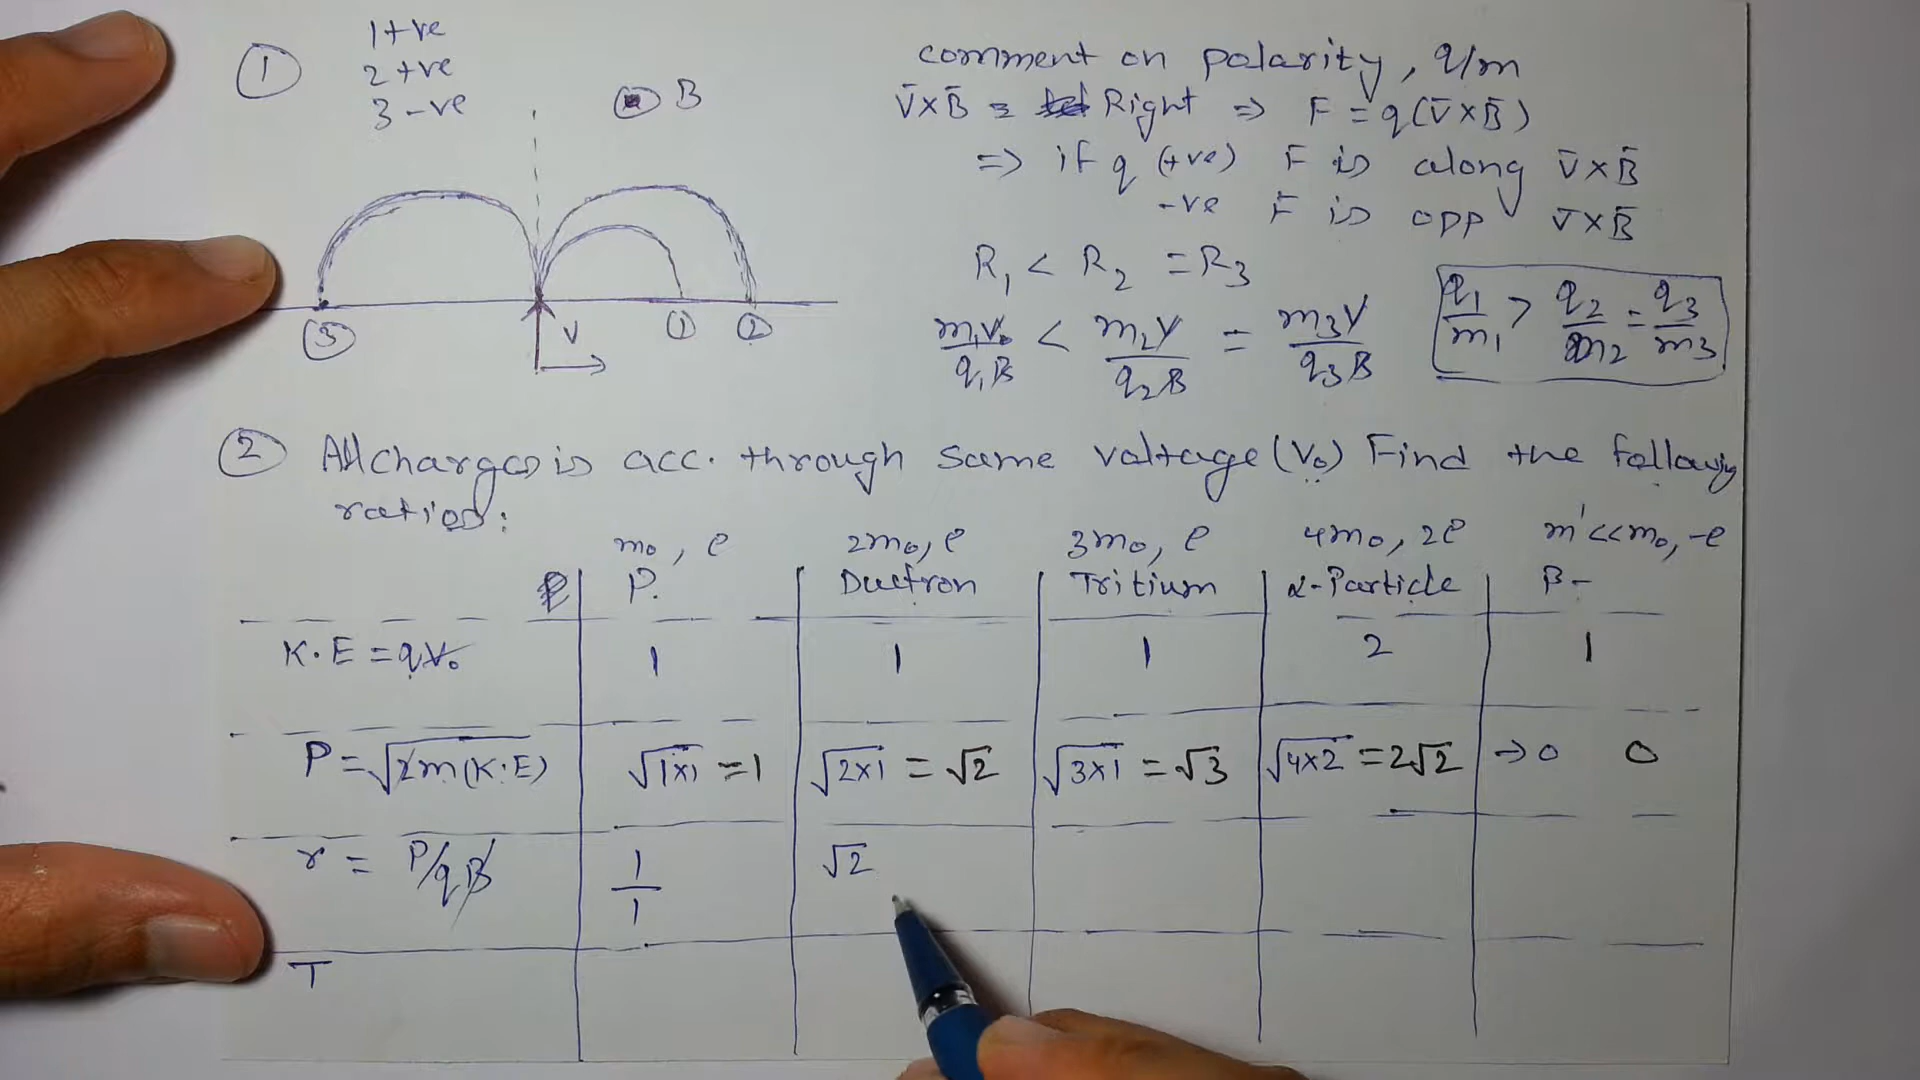 ①
1 +ve
2 +ve
3 -ve
⊙ B
③ V ① ②
comment on polarity, q/m
V̄×B̄ = Right ⇒ F = q(V̄×B̄)
⇒ if q (+ve) F̄ is along V̄×B̄
-ve F̄ is opp V̄×B̄
R₁ < R₂ = R₃
m₁V₀/q₁B < m₂V/q₂B = m₃V/q₃B
q₁/m₁ > q₂/m₂ = q₃/m₃
② All charges is acc. through same voltage (V₀) Find the following
ratios:
m₀, e 2m₀, e 3m₀, e 4m₀, 2e m'<<m₀, -e
P. Duetron Tritium α-Particle β-
K.E = qV₀ 1 1 1 2 1
P = √2m(K.E) √1×1 = 1 √2×1 = √2 √3×1 = √3 √4×2 = 2√2 → 0 0
r = P/qB 1/1 √2
T